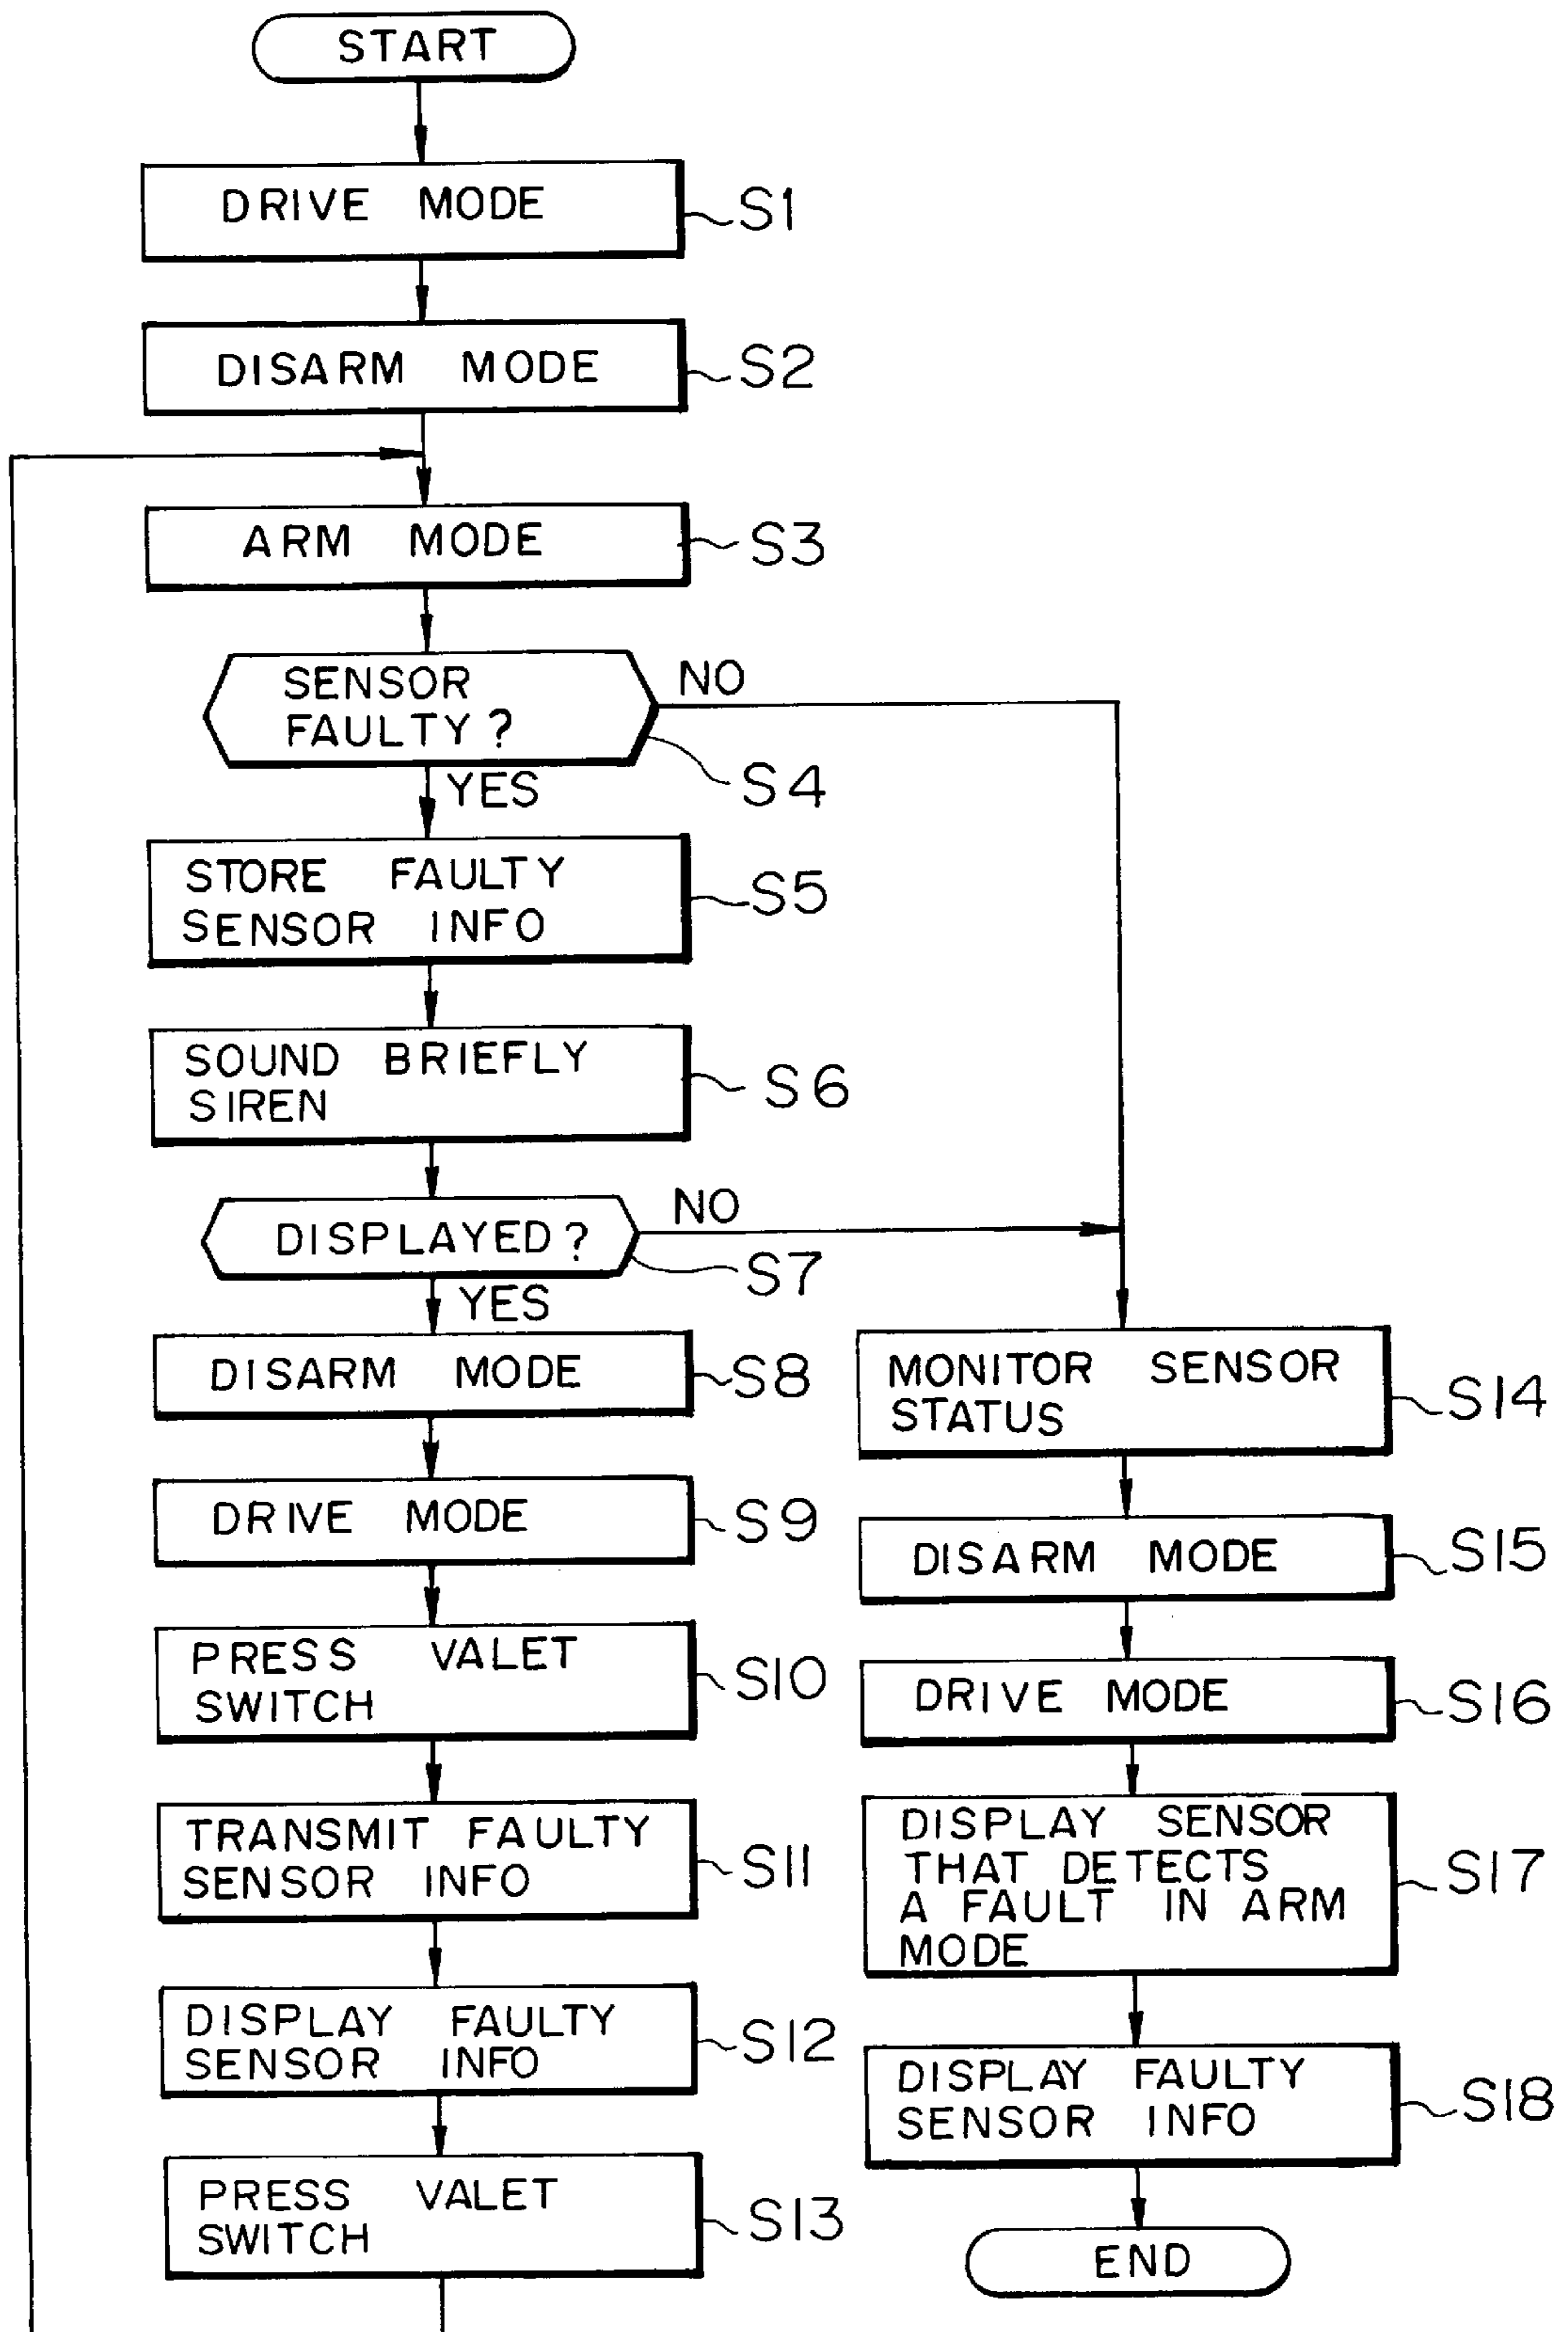 START
DRIVE MODE
S1
DISARM MODE
S2
ARM MODE
S3
SENSOR
FAULTY?
NO
S4
YES
STORE FAULTY
SENSOR INFO
S5
SOUND BRIEFLY
SIREN
S6
DISPLAYED?
NO
S7
YES
DISARM MODE
S8
DRIVE MODE
S9
PRESS VALET
SWITCH
S10
TRANSMIT FAULTY
SENSOR INFO
S11
DISPLAY FAULTY
SENSOR INFO
S12
PRESS VALET
SWITCH
S13
MONITOR SENSOR
STATUS
S14
DISARM MODE
S15
DRIVE MODE
S16
DISPLAY SENSOR
THAT DETECTS
A FAULT IN ARM
MODE
S17
DISPLAY FAULTY
SENSOR INFO
S18
END